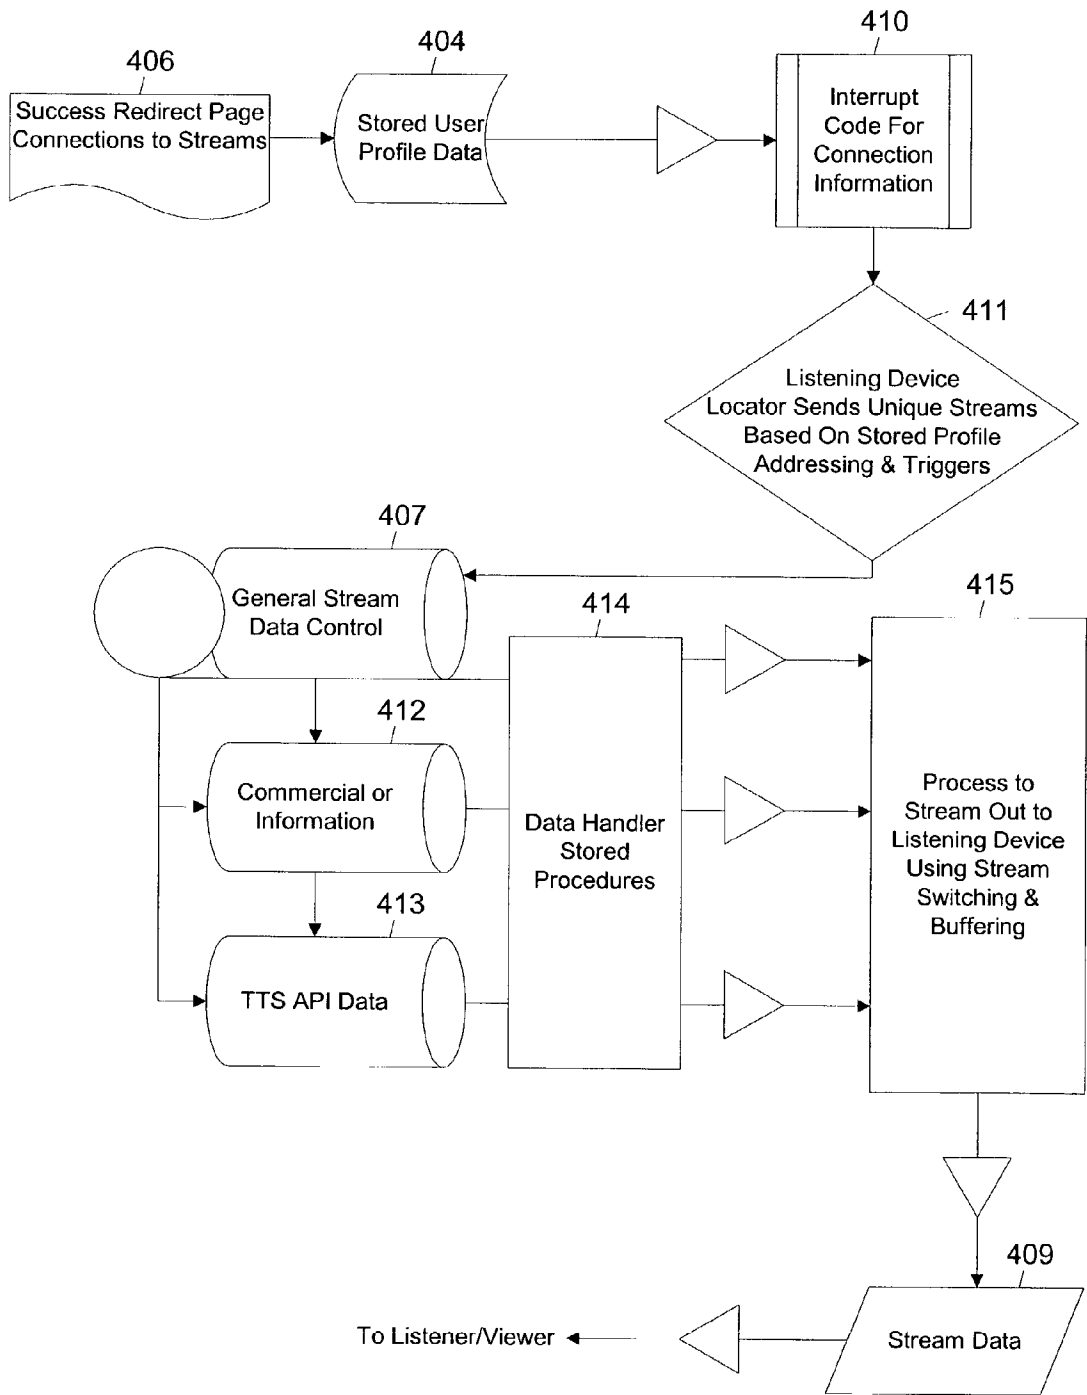 406
Success Redirect Page
Connections to Streams
404
Stored User
Profile Data
410
Interrupt
Code For
Connection
Information
411
Listening Device
Locator Sends Unique Streams
Based On Stored Profile
Addressing & Triggers
407
General Stream
Data Control
412
Commercial or
Information
413
TTS API Data
414
Data Handler
Stored
Procedures
415
Process to
Stream Out to
Listening Device
Using Stream
Switching &
Buffering
409
Stream Data
To Listener/Viewer